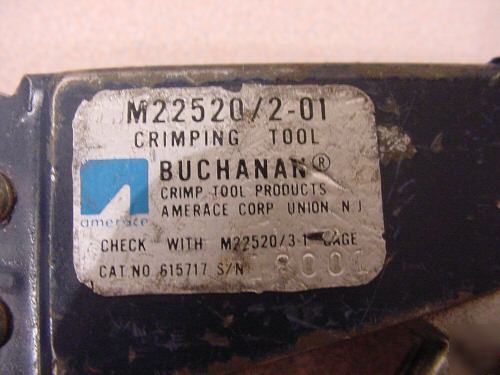 M22520/2-01
CRIMPING TOOL
BUCHANAN®
CRIMP TOOL PRODUCTS
AMERACE CORP UNION, NJ
amerace
CHECK WITH M22520/3-1 GAGE
CAT. NO 615717 S/N